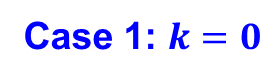 Case 1: k = 0